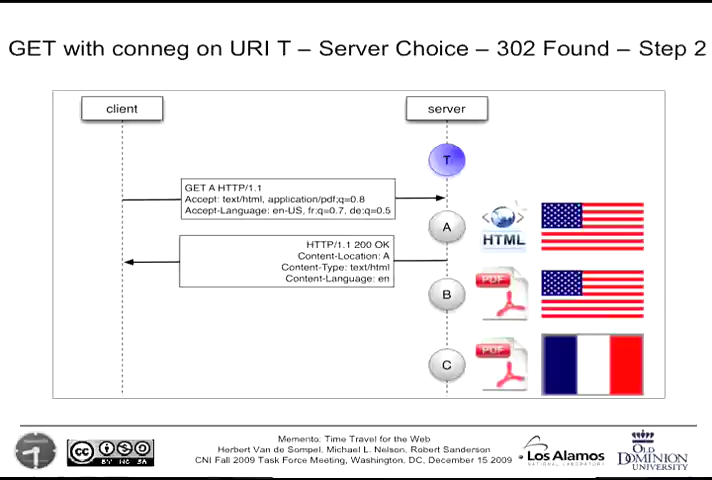 GET with conneg on URI T – Server Choice – 302 Found – Step 2
client
server
T
GET A HTTP/1.1
Accept: text/html, application/pdf;q=0.8
Accept-Language: en-US, fr:q=0.7, de:q=0.5
A
HTML
HTTP/1.1 200 OK
Content-Location: A
Content-Type: text/html
Content-Language: en
B
PDF
C
PDF
Memento: Time Travel for the Web
Herbert Van de Sompel, Michael L. Nelson, Robert Sanderson
CNI Fall 2009 Task Force Meeting, Washington, DC, December 15 2009
cc
BY NC SA
Los Alamos
NATIONAL LABORATORY
OLD
DOMINION
UNIVERSITY